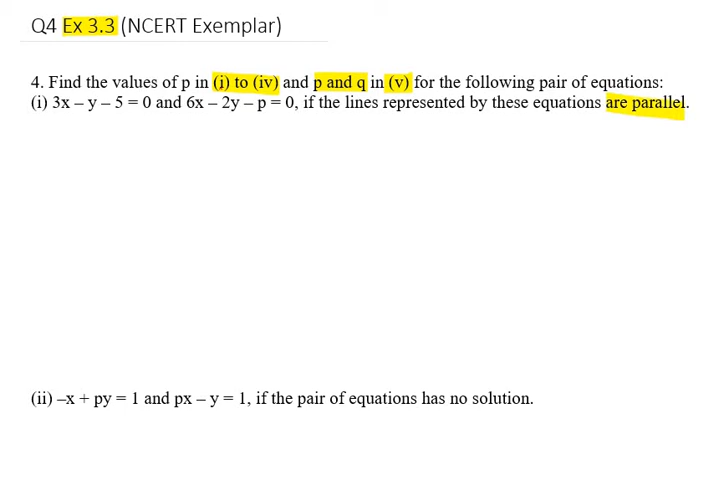 Q4 Ex 3.3 (NCERT Exemplar)
4. Find the values of p in (i) to (iv) and p and q in (v) for the following pair of equations:
(i) 3x – y – 5 = 0 and 6x – 2y – p = 0, if the lines represented by these equations are parallel.
(ii) –x + py = 1 and px – y = 1, if the pair of equations has no solution.